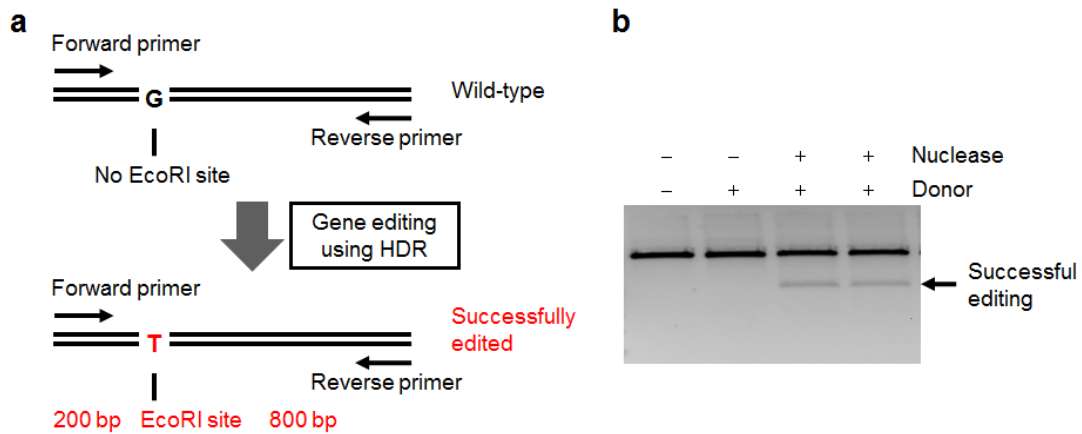 a
Forward primer
G
Wild-type
Reverse primer
No EcoRI site
Gene editing
using HDR
Forward primer
T
Successfully
edited
Reverse primer
200 bp EcoRI site 800 bp
b
– – + + Nuclease
– + + + Donor
Successful
editing